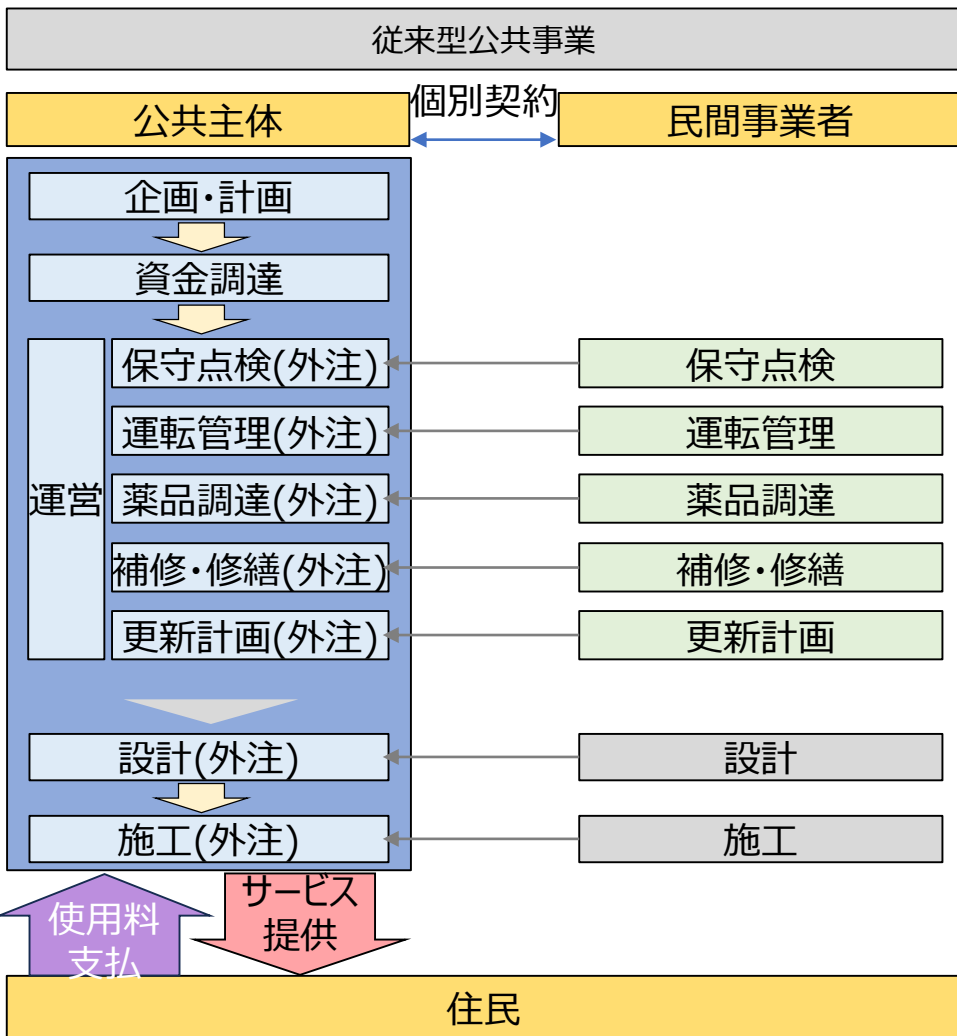 従来型公共事業
公共主体
個別契約
民間事業者
企画・計画
資金調達
運営
保守点検(外注)
保守点検
運転管理(外注)
運転管理
薬品調達(外注)
薬品調達
補修・修繕(外注)
補修・修繕
更新計画(外注)
更新計画
設計(外注)
設計
施工(外注)
施工
使用料
支払
サービス
提供
住民